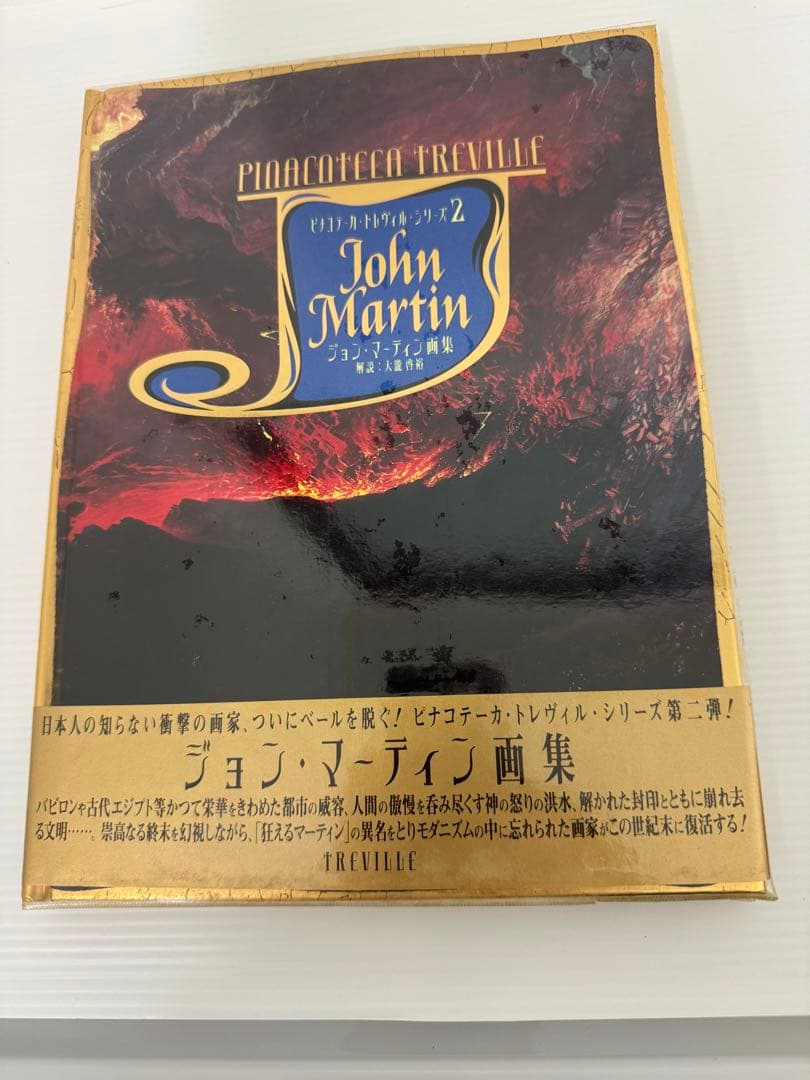 PINACOTECA TREVILLE
ピナコテーカ・トレヴィル・シリーズ2
John
Martin
ジョン・マーティン画集
解説：大瀧啓裕
日本人の知らない衝撃の画家、ついにベールを脱ぐ！ピナコテーカ・トレヴィル・シリーズ第二弾！
ジョン・マーティン画集
バビロンや古代エジプト等かつて栄華をきわめた都市の威容、人間の傲慢を呑み尽くす神の怒りの洪水、解かれた封印とともに崩れ去
る文明……。崇高なる終末を幻視しながら、「狂えるマーティン」の異名をとりモダニズムの中に忘れられた画家がこの世紀末に復活する！
TREVILLE